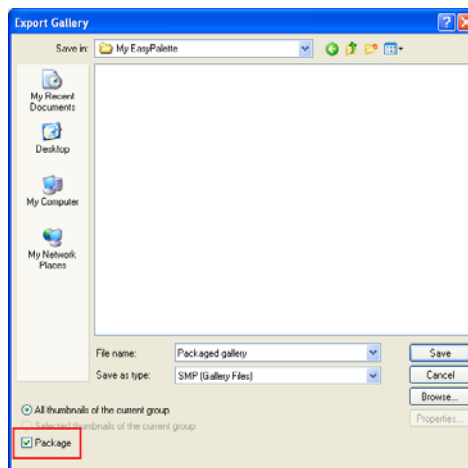 Export Gallery
Save in: My EasyPalette
My Recent
Documents
Desktop
My Computer
My Network
Places
File name: Packaged gallery Save
Save as type: SMP (Gallery Files) Cancel
Browse...
Properties...
All thumbnails of the current group
Selected thumbnails of the current group
Package